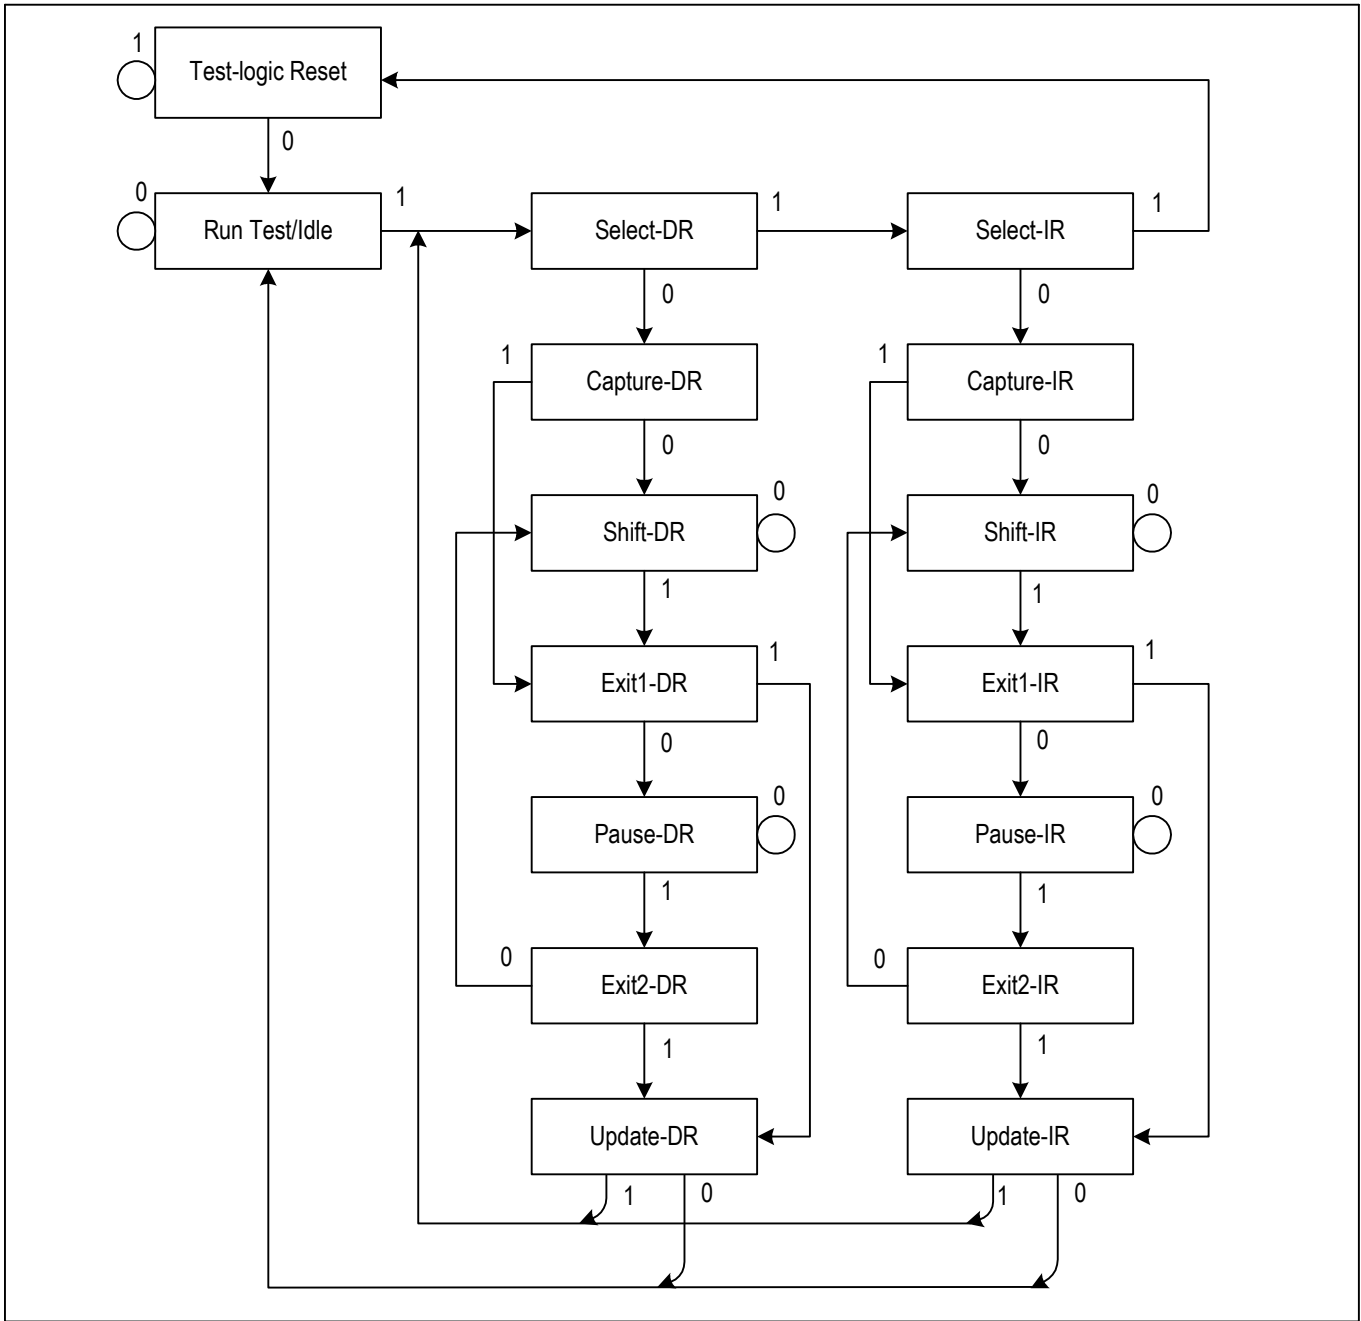 1
Test-logic Reset
0
0
Run Test/Idle
1
Select-DR
1
Select-IR
1
0
0
1
Capture-DR
1
Capture-IR
0
0
Shift-DR
0
Shift-IR
0
1
1
Exit1-DR
1
Exit1-IR
1
0
0
Pause-DR
0
Pause-IR
0
1
1
0
Exit2-DR
0
Exit2-IR
1
1
Update-DR
Update-IR
1
0
1
0